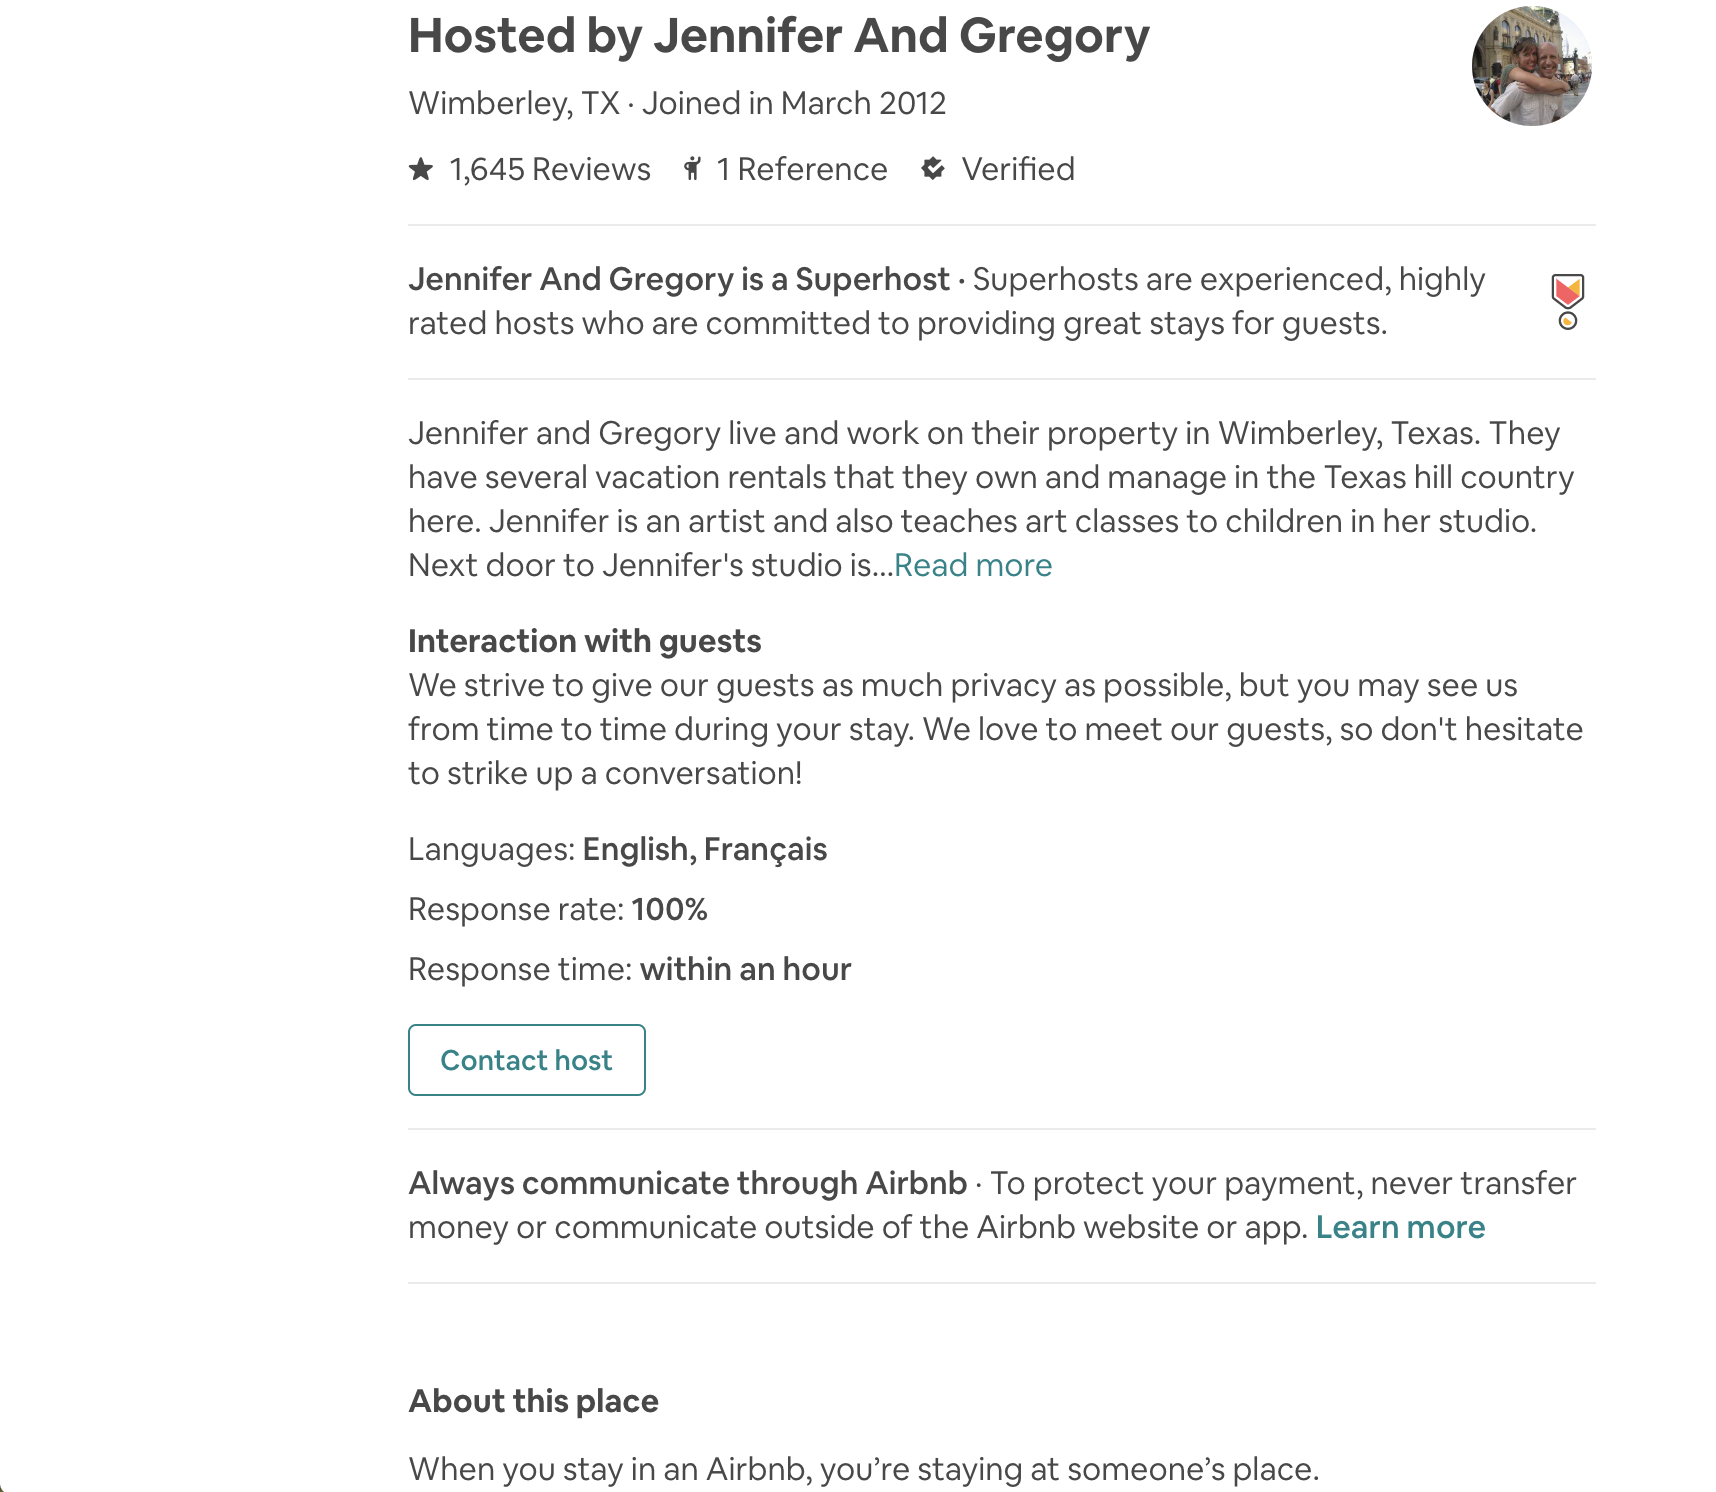 Hosted by Jennifer And Gregory
Wimberley, TX · Joined in March 2012
1,645 Reviews 1 Reference Verified
Jennifer And Gregory is a Superhost · Superhosts are experienced, highly
rated hosts who are committed to providing great stays for guests.
Jennifer and Gregory live and work on their property in Wimberley, Texas. They
have several vacation rentals that they own and manage in the Texas hill country
here. Jennifer is an artist and also teaches art classes to children in her studio.
Next door to Jennifer's studio is...Read more
Interaction with guests
We strive to give our guests as much privacy as possible, but you may see us
from time to time during your stay. We love to meet our guests, so don't hesitate
to strike up a conversation!
Languages: English, Français
Response rate: 100%
Response time: within an hour
Contact host
Always communicate through Airbnb · To protect your payment, never transfer
money or communicate outside of the Airbnb website or app. Learn more
About this place
When you stay in an Airbnb, you’re staying at someone’s place.